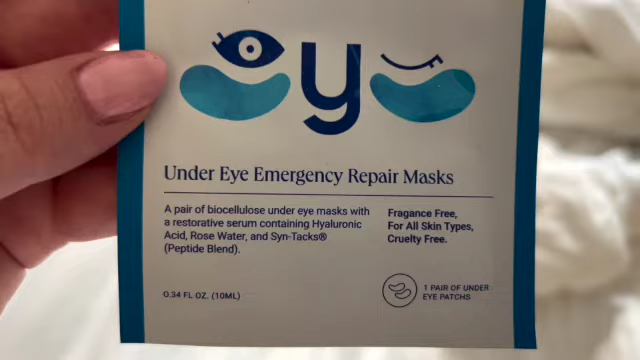 eye
Under Eye Emergency Repair Masks
A pair of biocellulose under eye masks with
a restorative serum containing Hyaluronic
Acid, Rose Water, and Syn-Tacks®
(Peptide Blend).
Fragance Free,
For All Skin Types,
Cruelty Free.
0.34 FL OZ. (10ML)
1 PAIR OF UNDER
EYE PATCHS